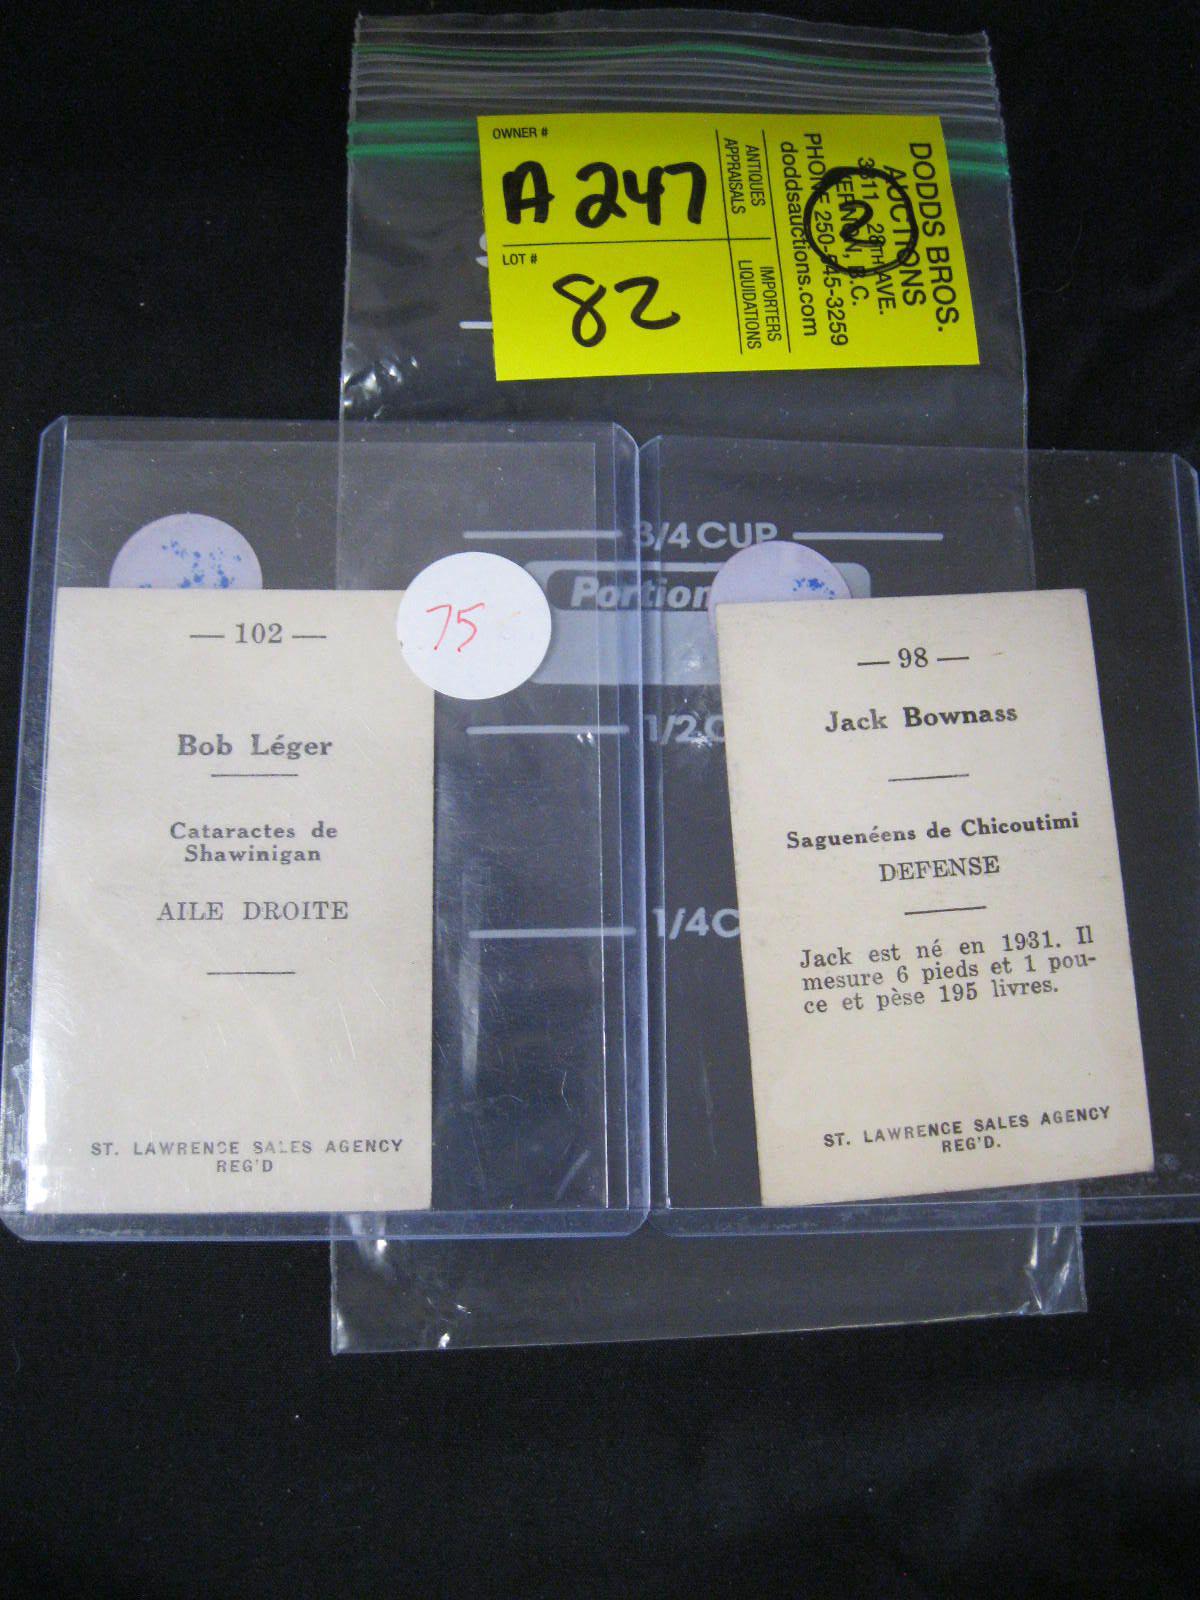 OWNER #
A 247
LOT #
82
ANTIQUES
APPRAISALS
IMPORTERS
LIQUIDATIONS
DODDS BROS.
AUCTIONS
28TH AVE.
VERNON, B.C.
PHONE 250-545-3259
doddsauctions.com
2
3/4 CUP
Portion
1/2 C
1/4 C
75
— 102 —
Bob Léger
Cataractes de
Shawinigan
AILE DROITE
ST. LAWRENCE SALES AGENCY
REG'D
— 98 —
Jack Bownass
Saguenéens de Chicoutimi
DEFENSE
Jack est né en 1931. Il
mesure 6 pieds et 1 pou-
ce et pèse 195 livres.
ST. LAWRENCE SALES AGENCY
REG'D.